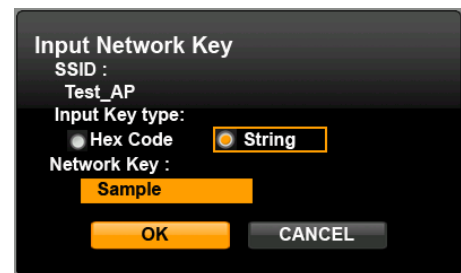 Input Network Key
SSID :
Test_AP
Input Key type:
Hex Code String
Network Key :
Sample
OK CANCEL